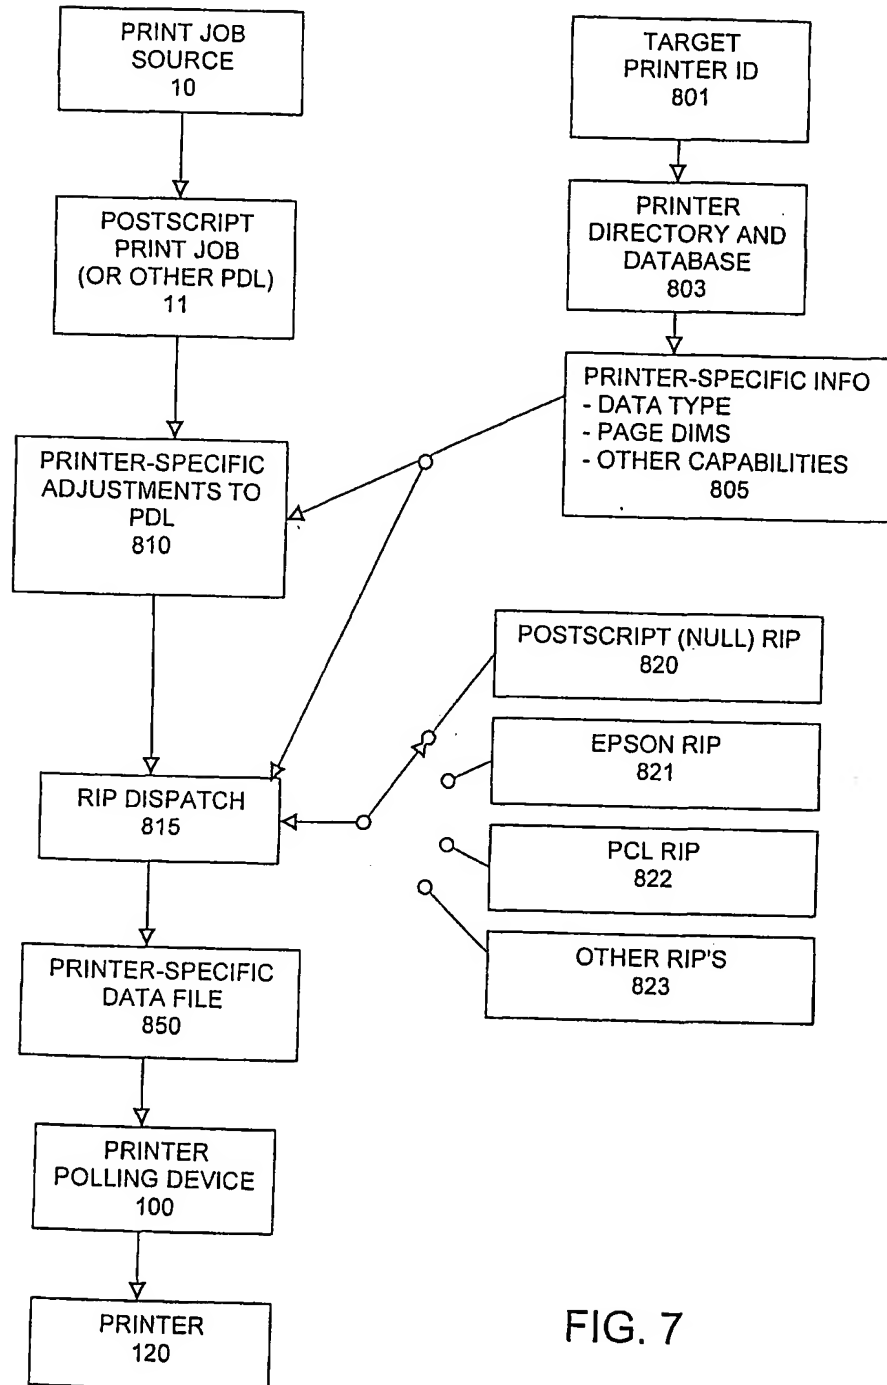 PRINT JOB
SOURCE
10
POSTSCRIPT
PRINT JOB
(OR OTHER PDL)
11
PRINTER-SPECIFIC
ADJUSTMENTS TO
PDL
810
RIP DISPATCH
815
PRINTER-SPECIFIC
DATA FILE
850
PRINTER
POLLING DEVICE
100
PRINTER
120
TARGET
PRINTER ID
801
PRINTER
DIRECTORY AND
DATABASE
803
PRINTER-SPECIFIC INFO
- DATA TYPE
- PAGE DIMS
- OTHER CAPABILITIES
805
POSTSCRIPT (NULL) RIP
820
EPSON RIP
821
PCL RIP
822
OTHER RIP'S
823
FIG. 7